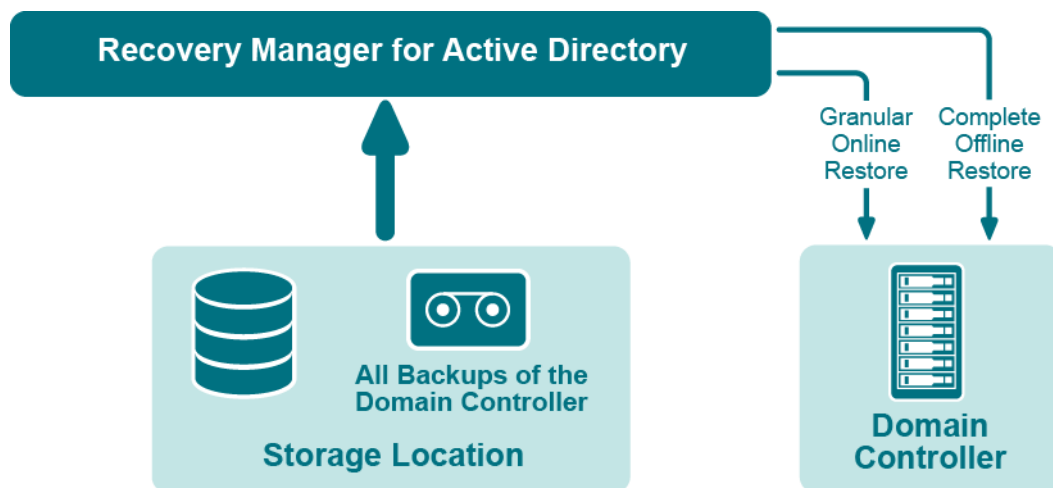 Recovery Manager for Active Directory
Granular
Online
Restore
Complete
Offline
Restore
All Backups of the
Domain Controller
Storage Location
Domain
Controller